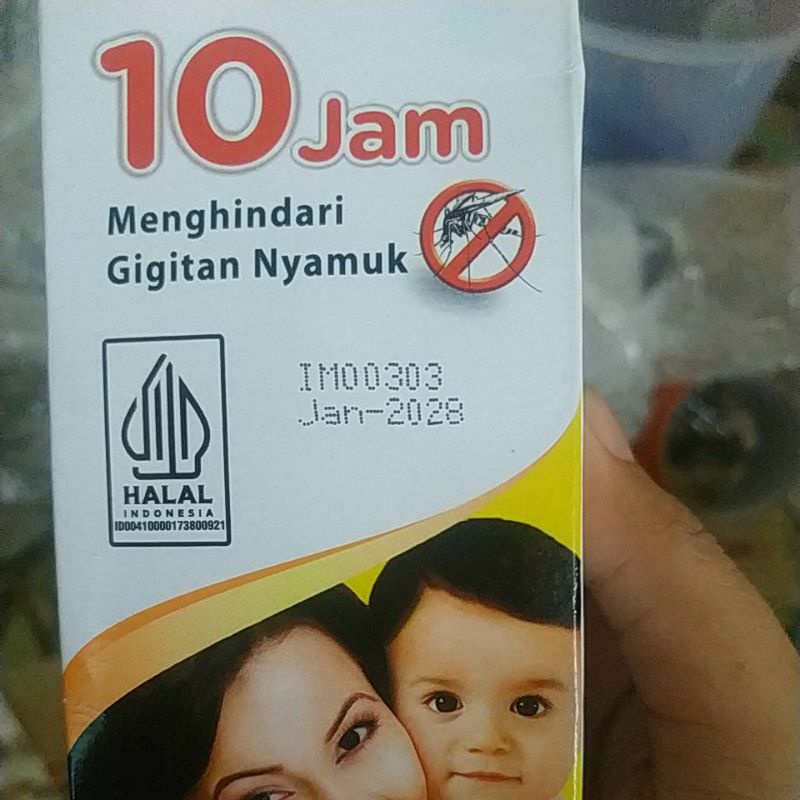 10 Jam
Menghindari
Gigitan Nyamuk
IM00303
Jan-2028
HALAL
INDONESIA
ID00410000173800921